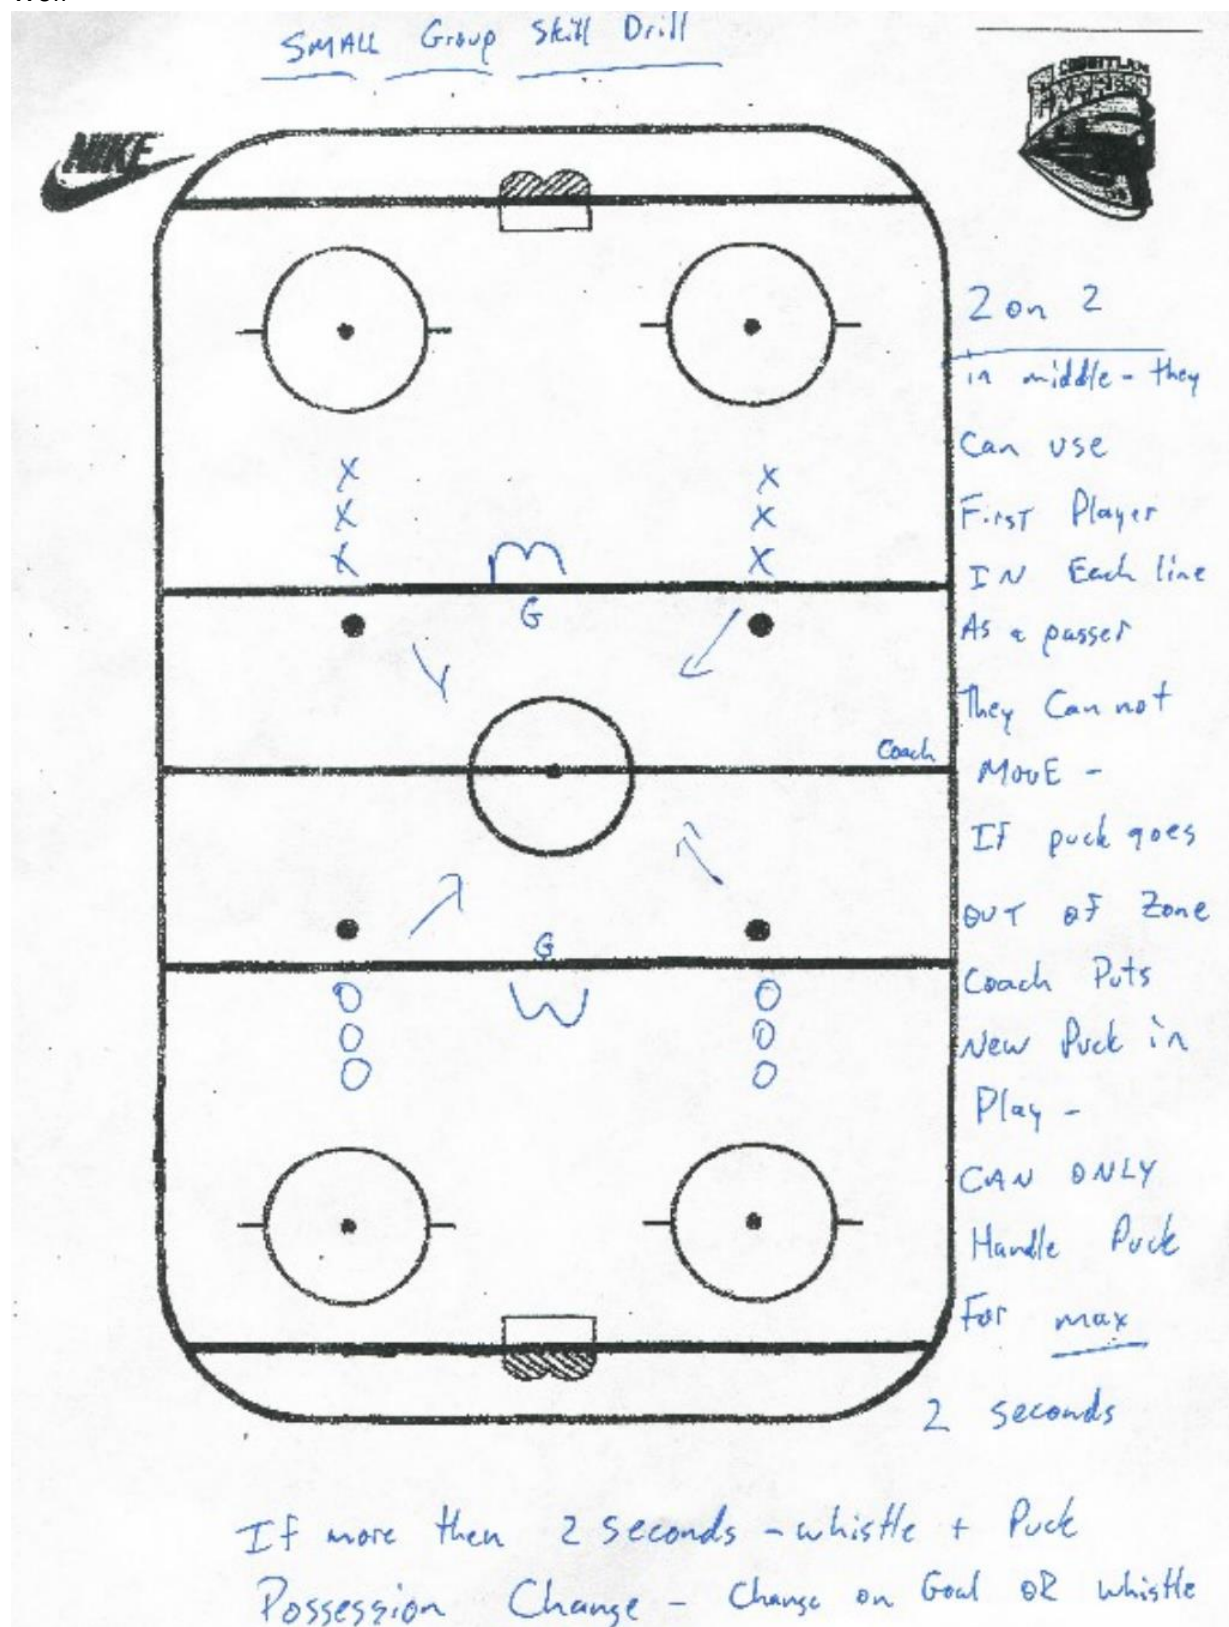 Small Group Skill Drill
NIKE
COQUITLAM
EXPRESS
2 on 2
in middle - they
Can use
First Player
X X
X X
X m X
IN Each line
G
As a passer
They Can not
Coach
MOVE -
If puck goes
OUT OF Zone
G
Coach Puts
O W O
O O
O O
New Puck in
Play -
CAN ONLY
Handle Puck
For max
2 seconds
If more then 2 seconds - whistle + Puck
Possession Change - Change on Goal OR whistle